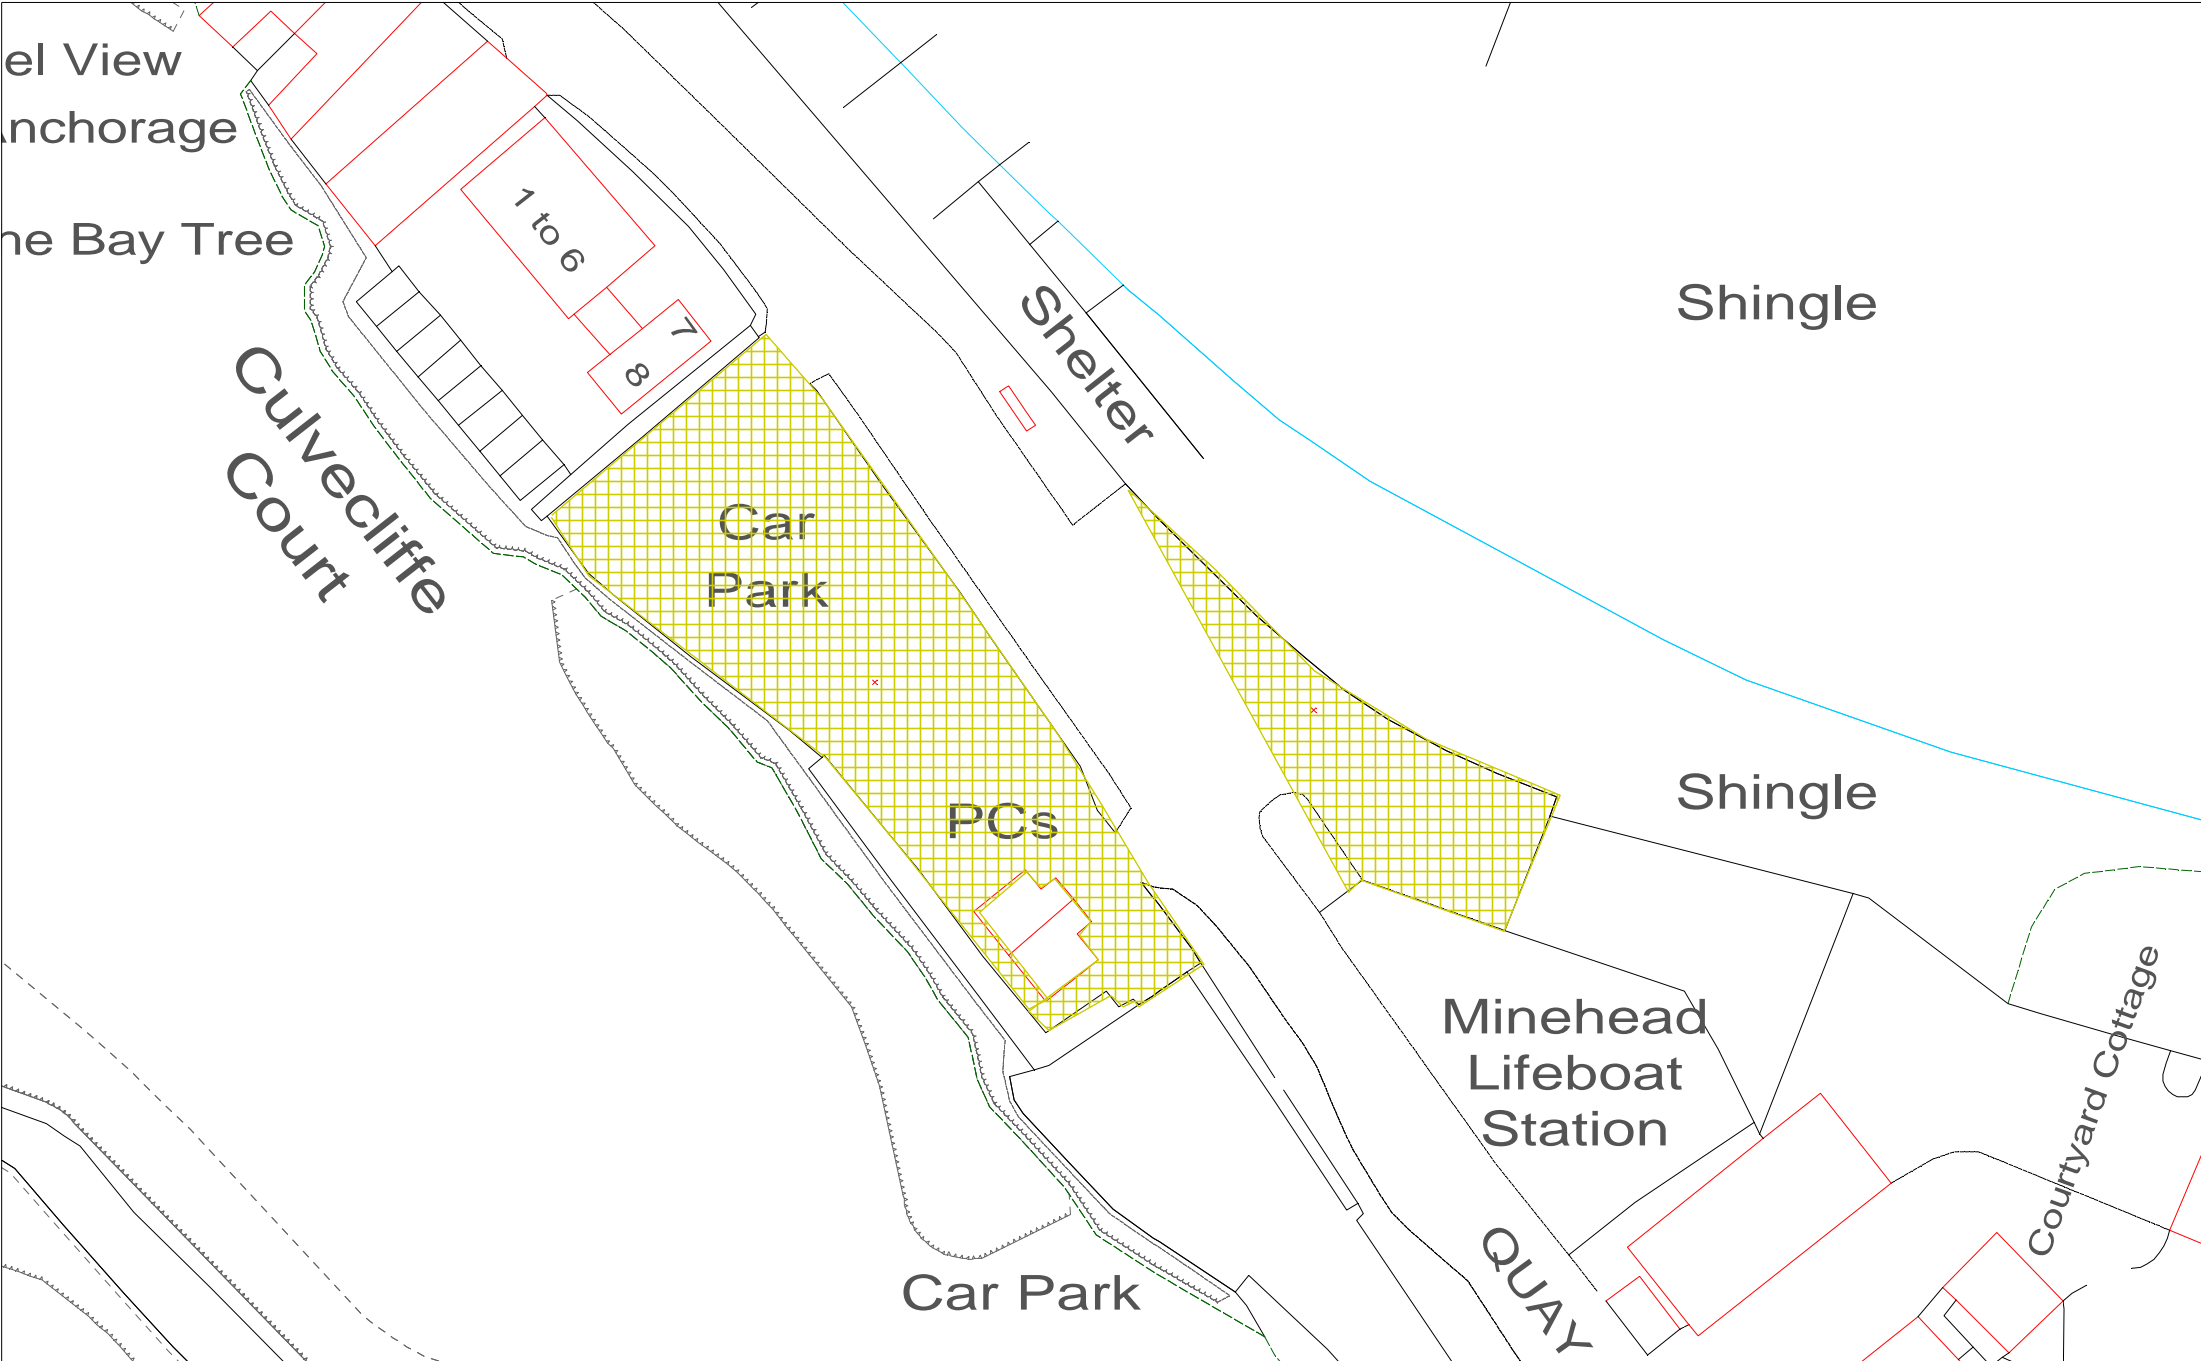 el View
Anchorage
ne Bay Tree
1 to 6
7
8
Culvecliffe
Court
Shelter
Shingle
Car
Park
PCs
Shingle
Minehead
Lifeboat
Station
Courtyard Cottage
QUAY
Car Park